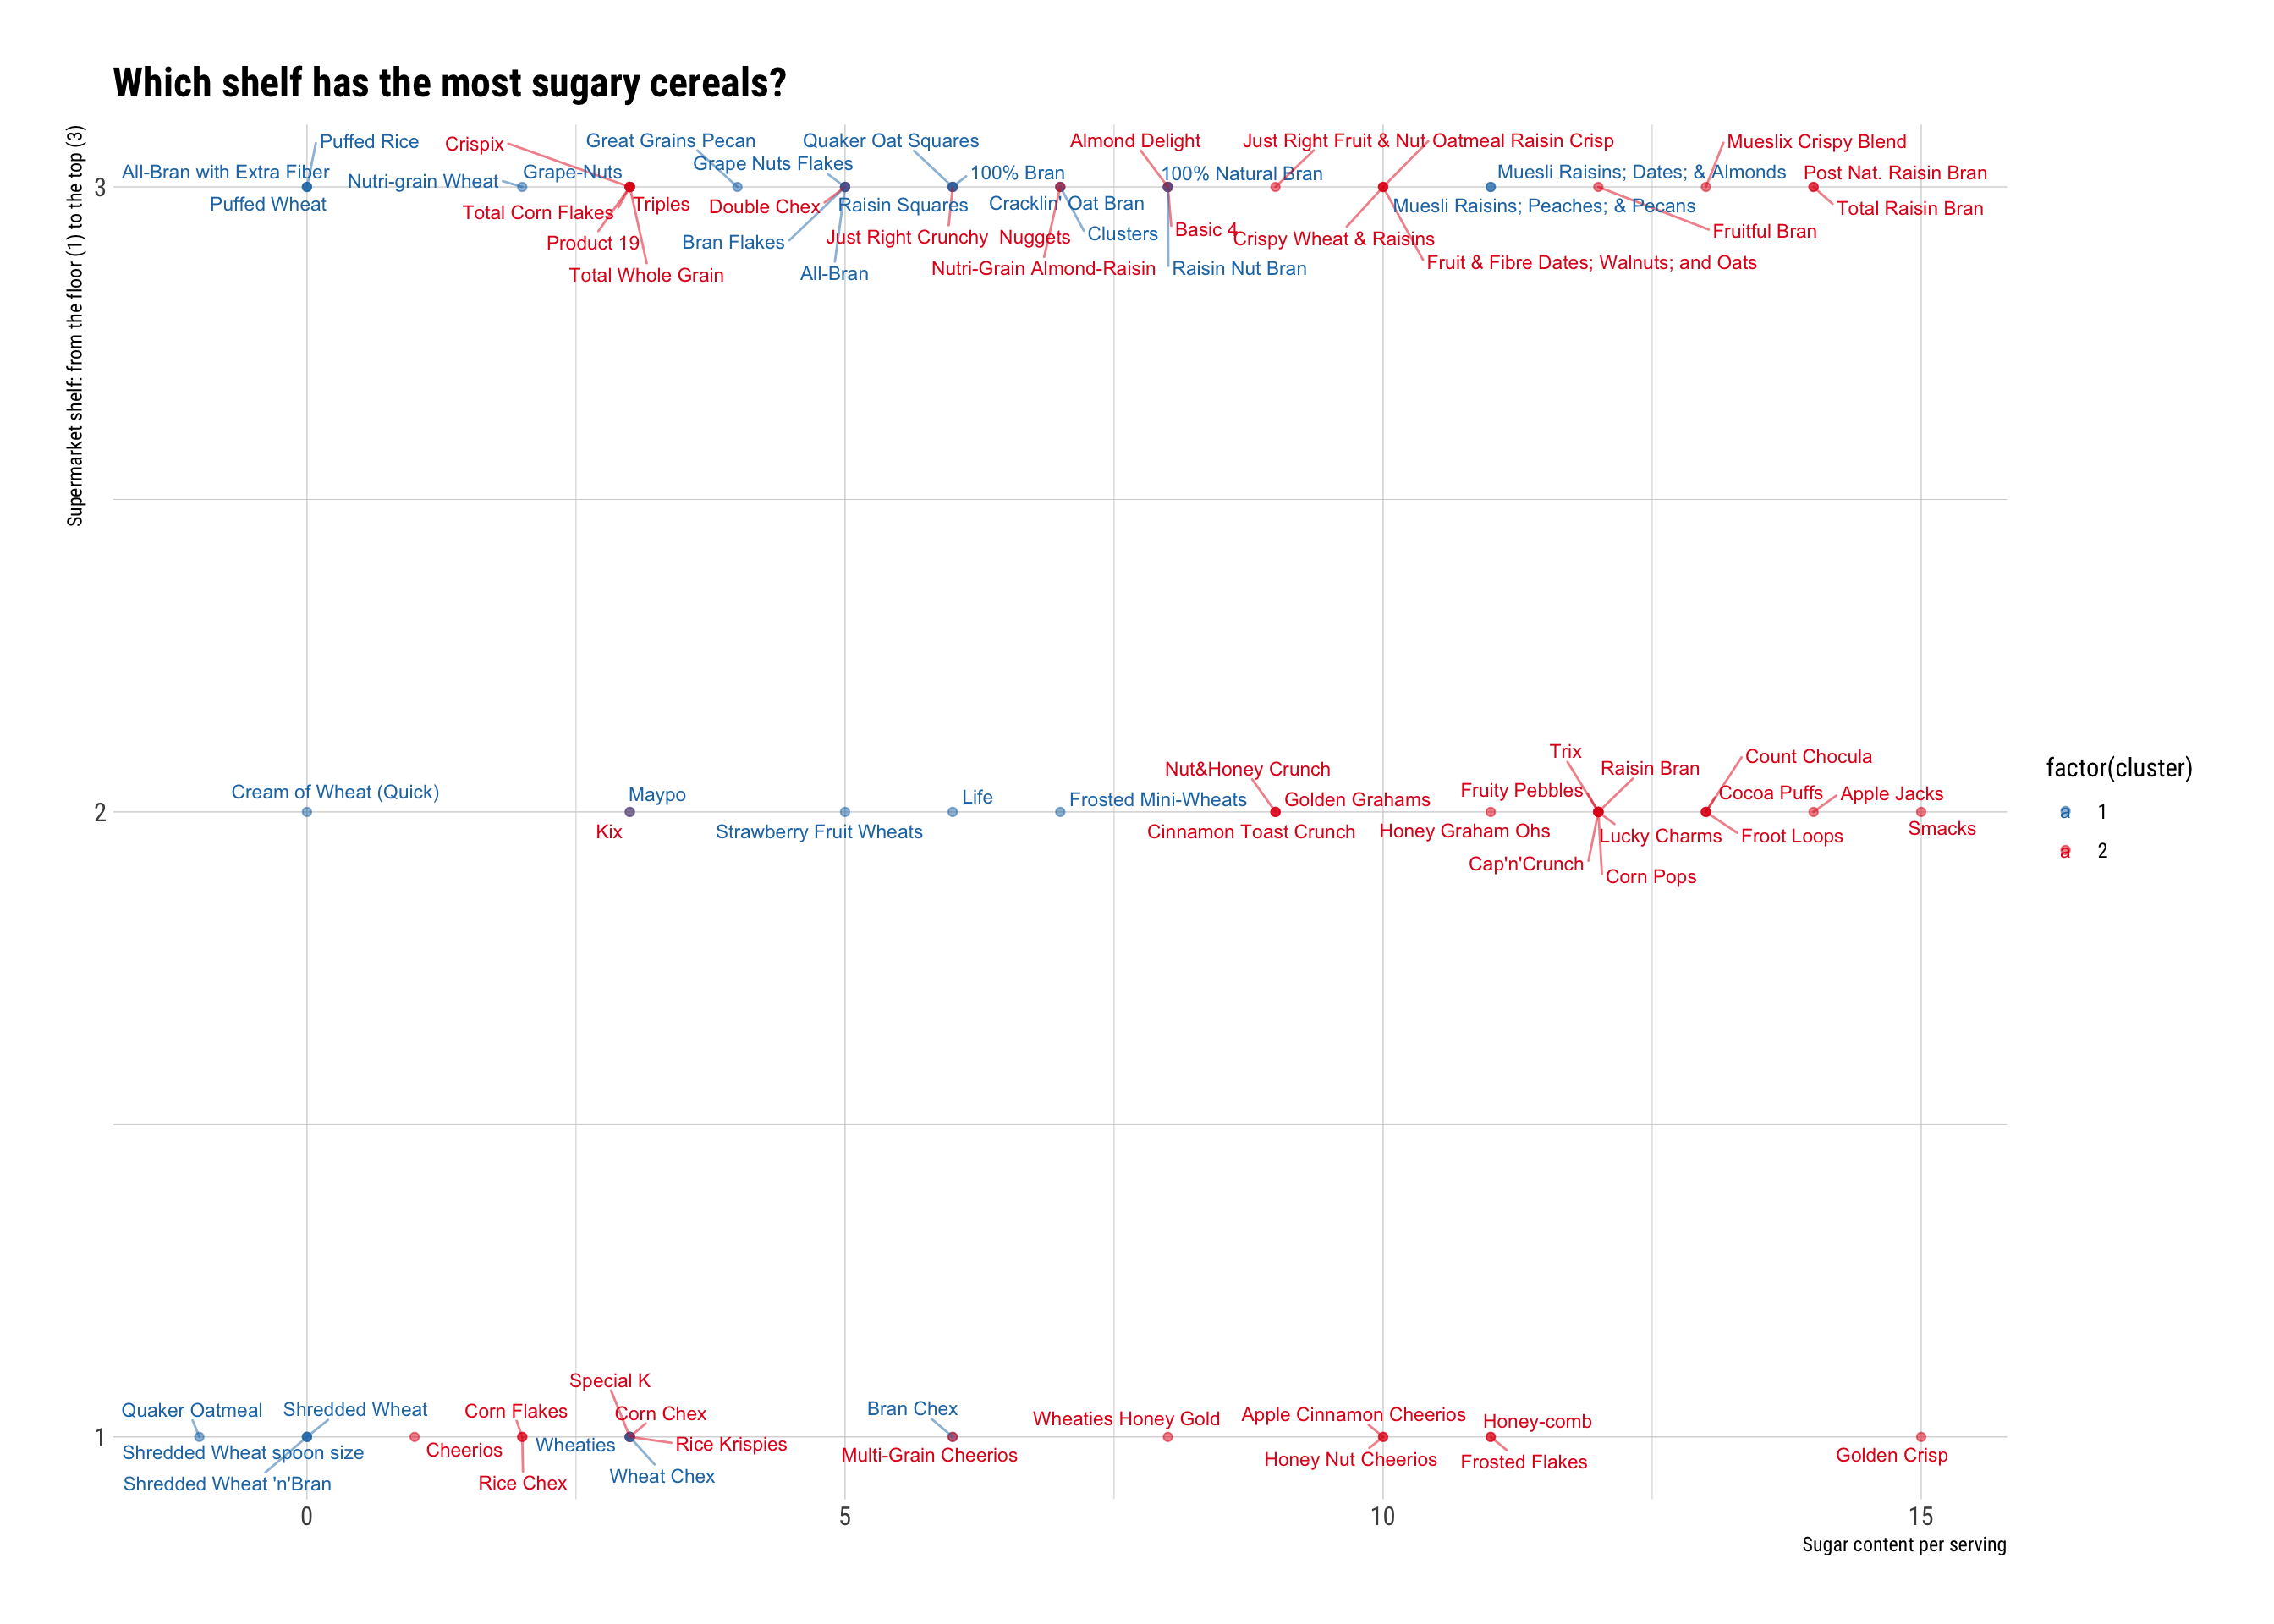 Which shelf has the most sugary cereals?
Supermarket shelf: from the floor (1) to the top (3)
Puffed Rice
Crispix
Great Grains Pecan
Quaker Oat Squares
Almond Delight
Just Right Fruit & Nut
Oatmeal Raisin Crisp
Mueslix Crispy Blend
All-Bran with Extra Fiber
Nutri-grain Wheat
Grape-Nuts
Grape Nuts Flakes
100% Bran
100% Natural Bran
Muesli Raisins; Dates; & Almonds
Post Nat. Raisin Bran
3
Puffed Wheat
Total Corn Flakes
Triples
Double Chex
Raisin Squares
Cracklin' Oat Bran
Muesli Raisins; Peaches; & Pecans
Total Raisin Bran
Product 19
Bran Flakes
Just Right Crunchy  Nuggets
Clusters
Basic 4
Crispy Wheat & Raisins
Fruitful Bran
Total Whole Grain
All-Bran
Nutri-Grain Almond-Raisin
Raisin Nut Bran
Fruit & Fibre Dates; Walnuts; and Oats
Trix
Count Chocula
Nut&Honey Crunch
Raisin Bran
Cream of Wheat (Quick)
Maypo
Life
Frosted Mini-Wheats
Golden Grahams
Fruity Pebbles
Cocoa Puffs
Apple Jacks
2
Kix
Strawberry Fruit Wheats
Cinnamon Toast Crunch
Honey Graham Ohs
Lucky Charms
Froot Loops
Smacks
Cap'n'Crunch
Corn Pops
factor(cluster)
a 1
a 2
Special K
Quaker Oatmeal
Shredded Wheat
Corn Flakes
Corn Chex
Bran Chex
Wheaties Honey Gold
Apple Cinnamon Cheerios
Honey-comb
1
Shredded Wheat spoon size
Cheerios
Wheaties
Rice Krispies
Multi-Grain Cheerios
Honey Nut Cheerios
Frosted Flakes
Golden Crisp
Shredded Wheat 'n'Bran
Rice Chex
Wheat Chex
0
5
10
15
Sugar content per serving